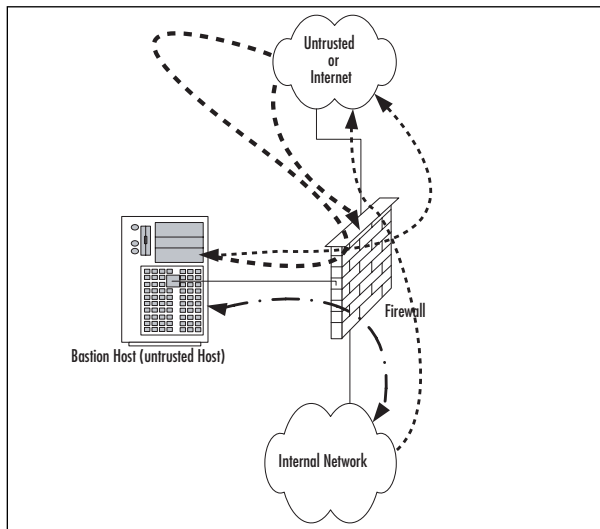 Untrusted
or
Internet
Firewall
Bastion Host (untrusted Host)
Internal Network